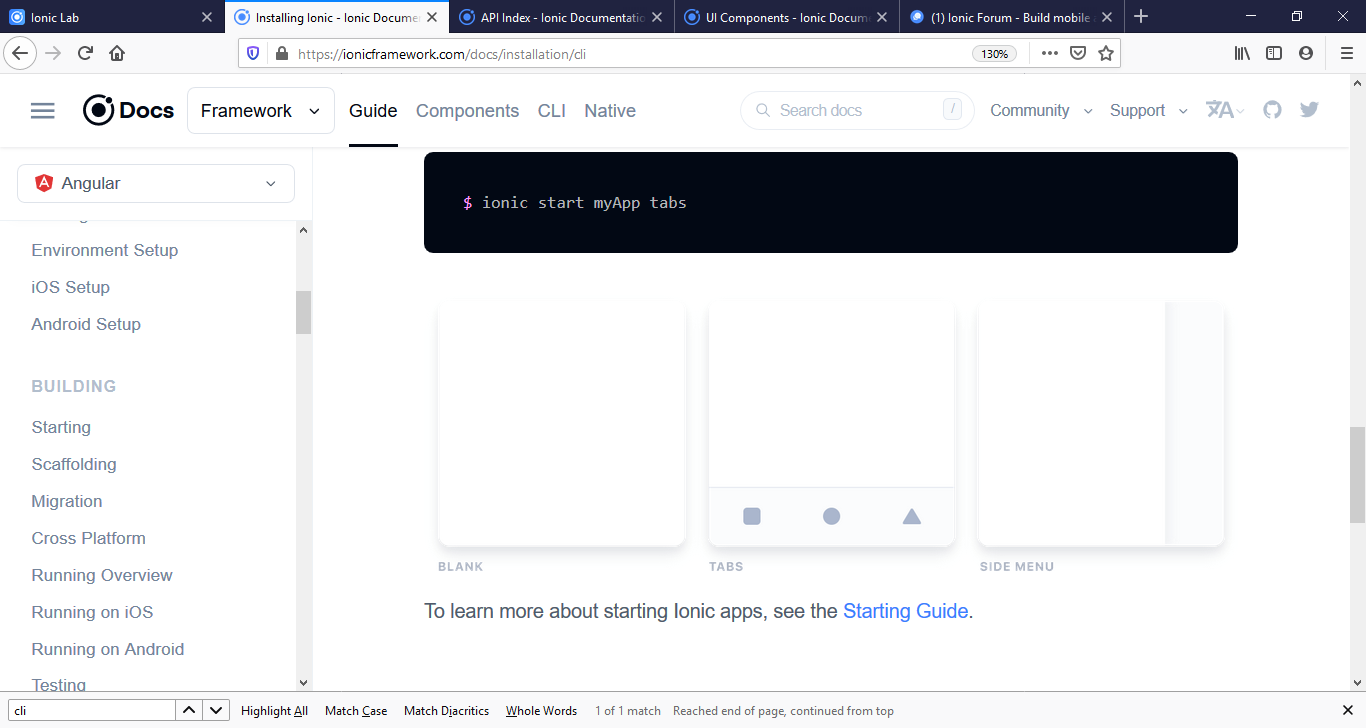 Ionic Lab
Installing Ionic - Ionic Docume
API Index - Ionic Documentatio
UI Components - Ionic Docum
(1) Ionic Forum - Build mobile
https://ionicframework.com/docs/installation/cli
130%
Docs
Framework
Guide
Components
CLI
Native
Search docs
/
Community
Support
文A
Angular
Environment Setup
iOS Setup
Android Setup
BUILDING
Starting
Scaffolding
Migration
Cross Platform
Running Overview
Running on iOS
Running on Android
Testing
$ ionic start myApp tabs
BLANK
TABS
SIDE MENU
To learn more about starting Ionic apps, see the Starting Guide.
cli
Highlight All
Match Case
Match Diacritics
Whole Words
1 of 1 match
Reached end of page, continued from top